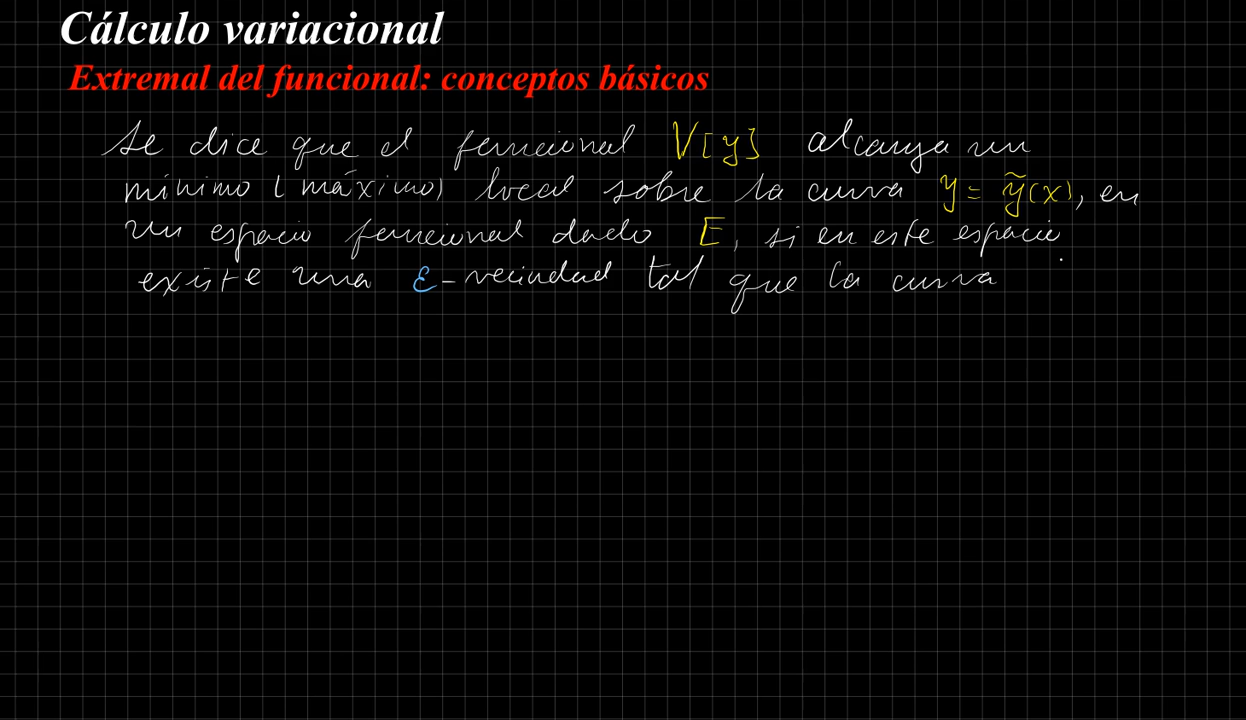 Cálculo variacional
Extremal del funcional: conceptos básicos
Se dice que el funcional V[y] alcanza un
mínimo (máximo) local sobre la curva y = ỹ(x), en
un espacio funcional dado E, si en este espacio
existe una ε-vecindad tal que la curva